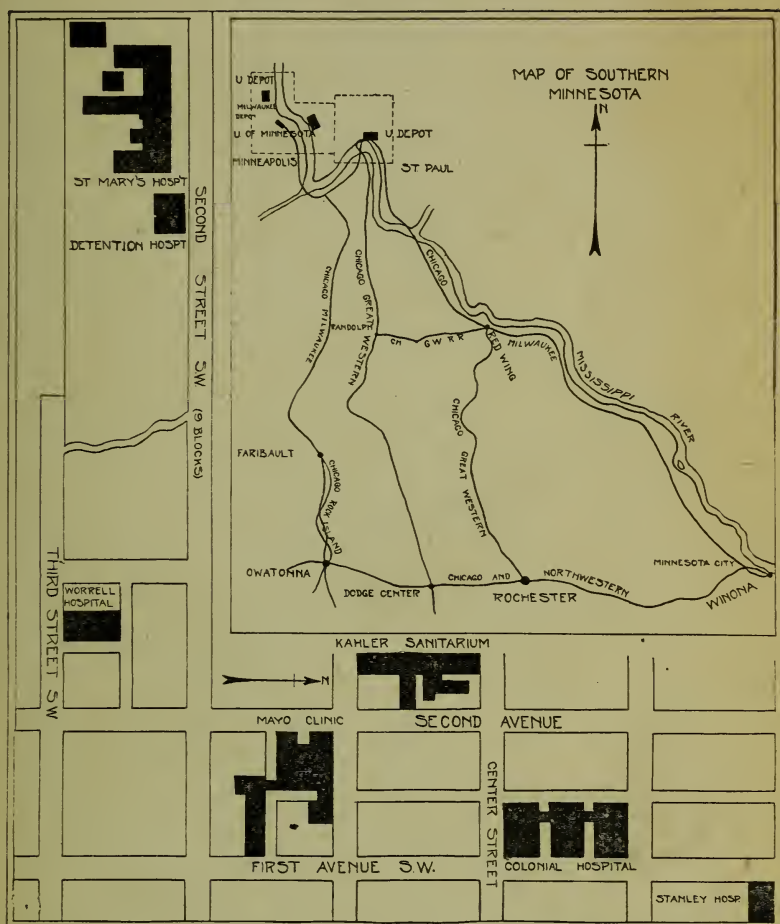 MAP OF SOUTHERN
MINNESOTA
N
U DEPOT
MILWAUKEE
DEPOT
U. OF MINNESOTA
U DEPOT
MINNEAPOLIS
ST PAUL
ST MARY'S HOSPT
DETENTION HOSPT
SECOND STREET SW (9 BLOCKS)
CHICAGO MILWAUKEE
CHICAGO GREAT WESTERN
CHICAGO
MILWAUKEE
RANDOLPH
CH G W R R
RED WING
MISSISSIPPI RIVER
CHICAGO GREAT WESTERN
FARIBAULT
CHICAGO ROCK ISLAND
OWATONNA
DODGE CENTER
CHICAGO AND NORTHWESTERN
ROCHESTER
MINNESOTA CITY
WINONA
THIRD STREET SW
WORRELL
HOSPITAL
KAHLER SANITARIUM
N
MAYO CLINIC
SECOND AVENUE
CENTER STREET
FIRST AVENUE S.W.
COLONIAL HOSPITAL
STANLEY HOSP.